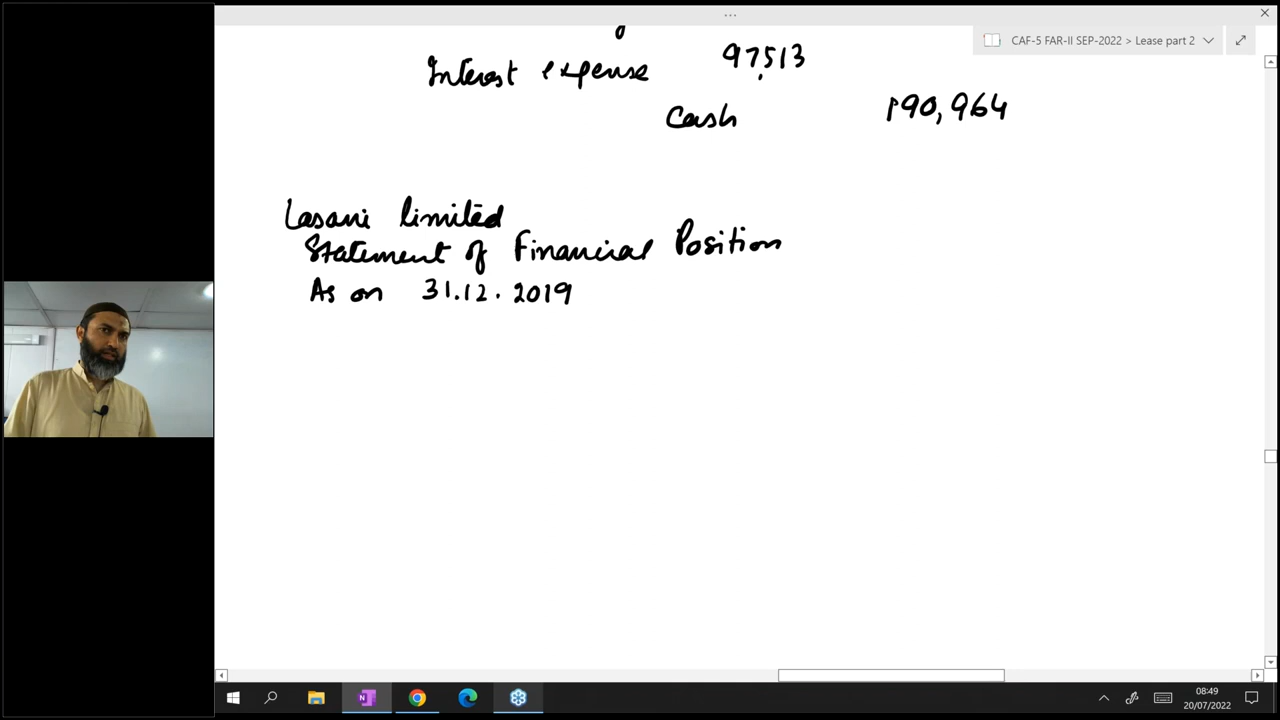 CAF-5 FAR-II SEP-2022 > Lease part 2
Interest expense 97,513
Cash 190,964
Lasani limited
Statement of Financial Position
As on 31.12.2019
08:49
20/07/2022